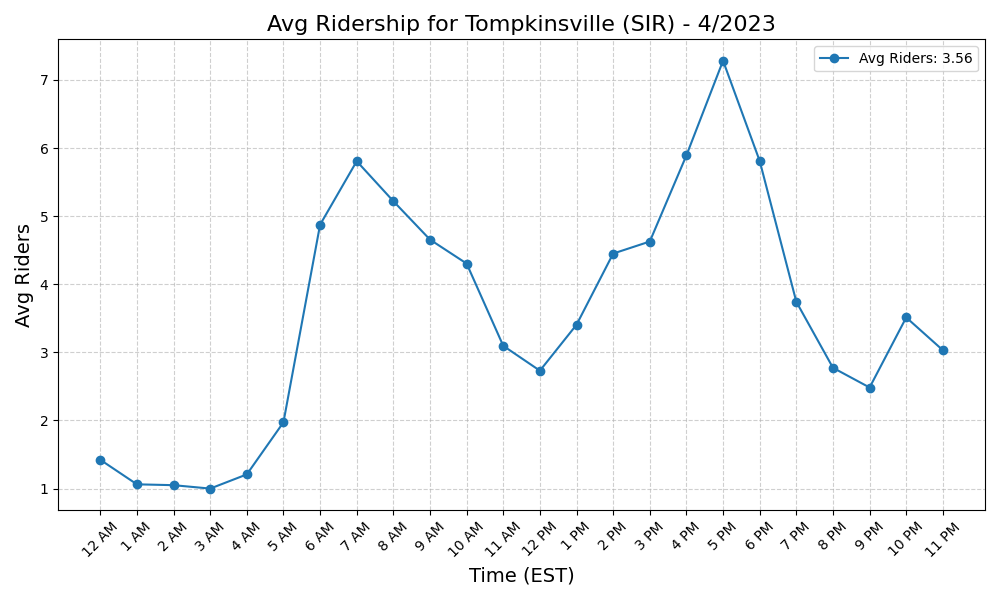 Avg Ridership for Tompkinsville (SIR) - 4/2023
Avg Riders: 3.56
7
6
5
4
3
2
1
Avg Riders
12 AM
1 AM
2 AM
3 AM
4 AM
5 AM
6 AM
7 AM
8 AM
9 AM
10 AM
11 AM
12 PM
1 PM
2 PM
3 PM
4 PM
5 PM
6 PM
7 PM
8 PM
9 PM
10 PM
11 PM
Time (EST)